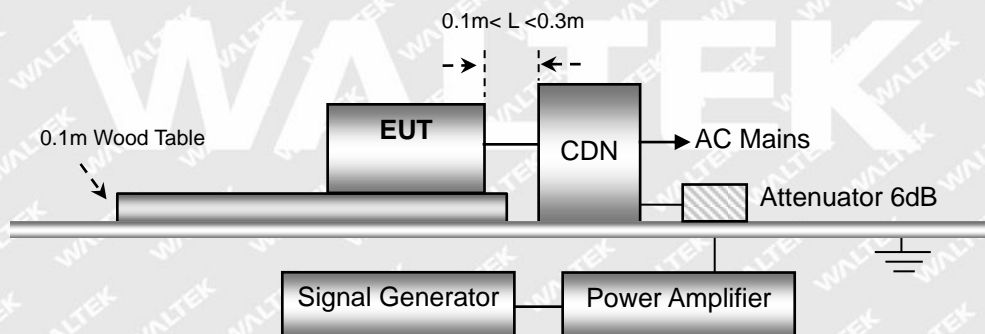 0.1m< L <0.3m
WALTEK
EUT
0.1m Wood Table
CDN
AC Mains
Attenuator 6dB
Signal Generator
Power Amplifier